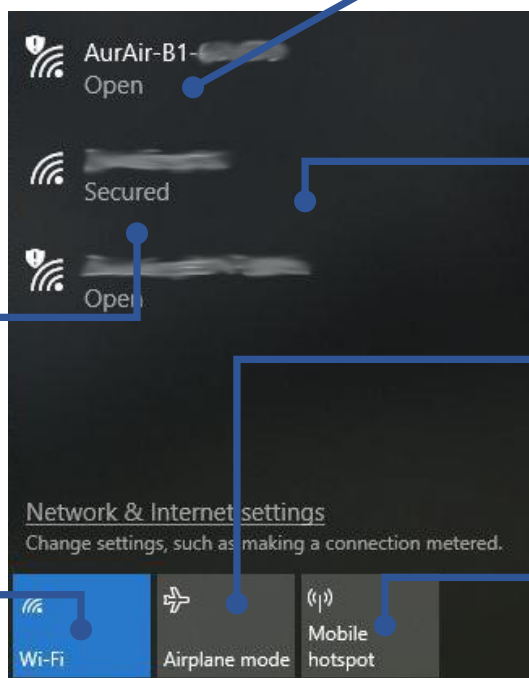 AurAir-B1-
Open
Secured
Open
Network & Internet settings
Change settings, such as making a connection metered.
Wi-Fi
Airplane mode
Mobile
hotspot